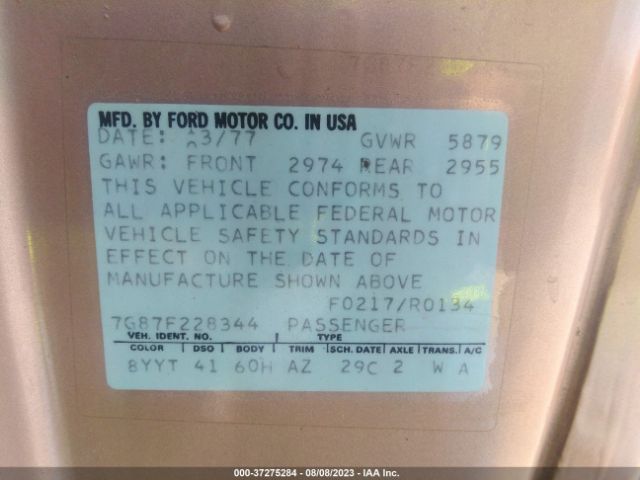 MFD. BY FORD MOTOR CO. IN USA
DATE: 03/77 GVWR 5879
GAWR: FRONT 2974 REAR 2955
THIS VEHICLE CONFORMS TO
ALL APPLICABLE FEDERAL MOTOR
VEHICLE SAFETY STANDARDS IN
EFFECT ON THE DATE OF
MANUFACTURE SHOWN ABOVE
F0217/R0134
7G87F228344 PASSENGER
VEH. IDENT. NO. TYPE
COLOR DSO BODY TRIM SCH. DATE AXLE TRANS. A/C
8YYT 41 60H AZ 29C 2 W A
000-37275284 - 08/08/2023 - IAA Inc.